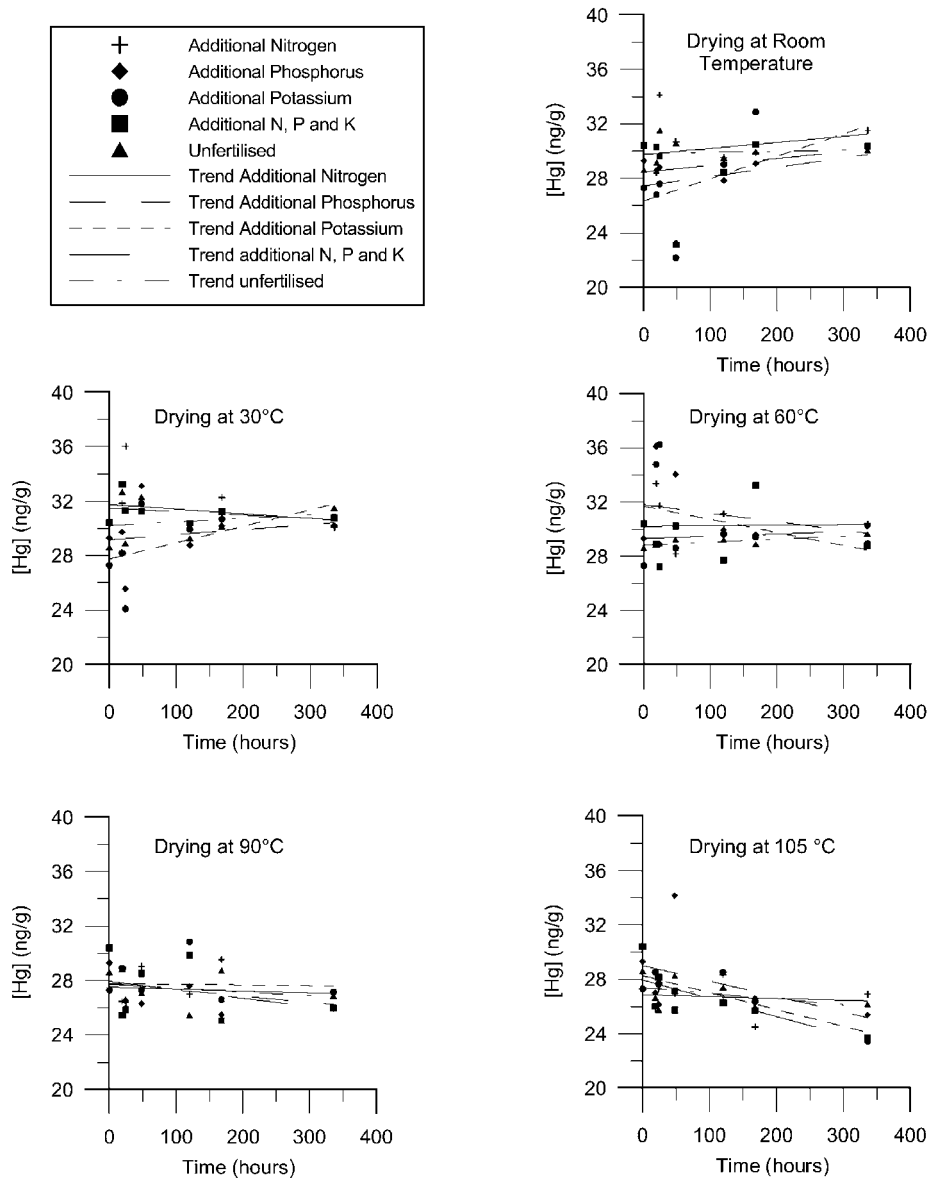 Additional Nitrogen
Additional Phosphorus
Additional Potassium
Additional N, P and K
Unfertilised
Trend Additional Nitrogen
Trend Additional Phosphorus
Trend Additional Potassium
Trend additional N, P and K
Trend unfertilised
Drying at Room
Temperature
[Hg] (ng/g)
40
36
32
28
24
20
0 100 200 300 400
Time (hours)
Drying at 30°C
[Hg] (ng/g)
40
36
32
28
24
20
0 100 200 300 400
Time (hours)
Drying at 60°C
[Hg] (ng/g)
40
36
32
28
24
20
0 100 200 300 400
Time (hours)
Drying at 90°C
[Hg] (ng/g)
40
36
32
28
24
20
0 100 200 300 400
Time (hours)
Drying at 105 °C
[Hg] (ng/g)
40
36
32
28
24
20
0 100 200 300 400
Time (hours)